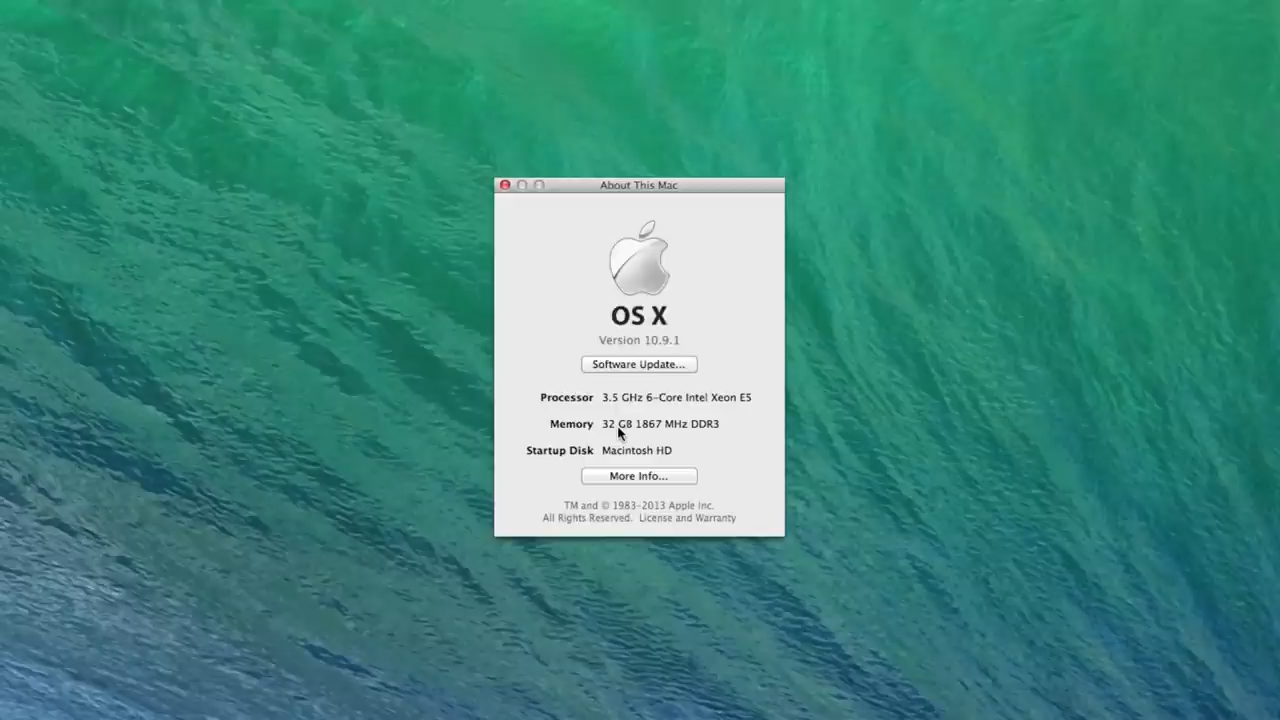 About This Mac
OS X
Version 10.9.1
Software Update...
Processor 3.5 GHz 6-Core Intel Xeon E5
Memory 32 GB 1867 MHz DDR3
Startup Disk Macintosh HD
More Info...
TM and © 1983-2013 Apple Inc.
All Rights Reserved. License and Warranty